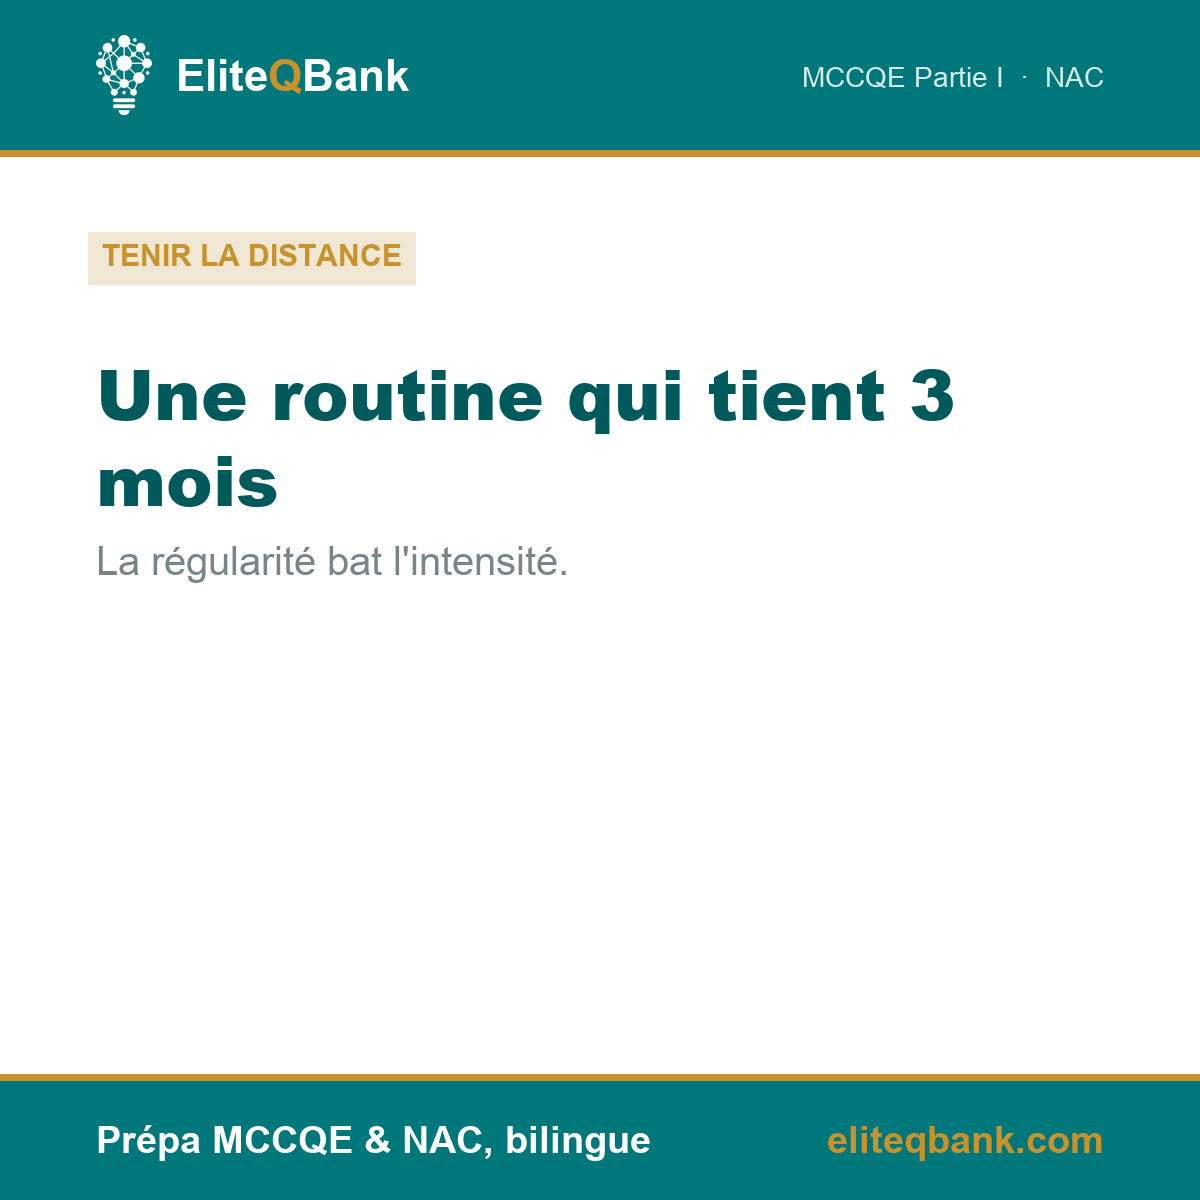 EliteQBank
MCCQE Partie I · NAC
TENIR LA DISTANCE
Une routine qui tient 3
mois
La régularité bat l'intensité.
Prépa MCCQE & NAC, bilingue
eliteqbank.com